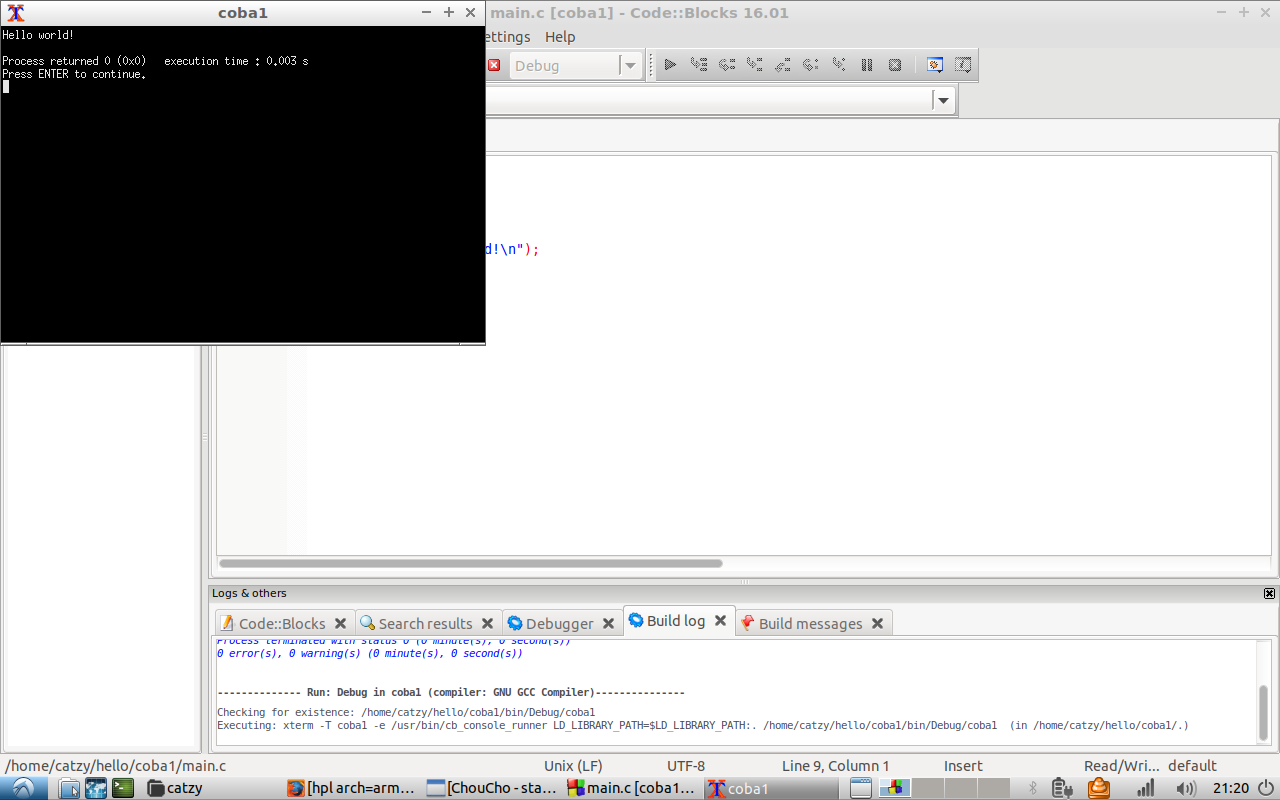 coba1
main.c [coba1] - Code::Blocks 16.01
Hello world!
ettings Help
Process returned 0 (0x0)   execution time : 0.003 s
Press ENTER to continue.
Debug
d!\n");
Logs & others
Code::Blocks
Search results
Debugger
Build log
Build messages
Process terminated with status 0 (0 minute(s), 0 second(s))
0 error(s), 0 warning(s) (0 minute(s), 0 second(s))
-------------- Run: Debug in coba1 (compiler: GNU GCC Compiler)---------------
Checking for existence: /home/catzy/hello/coba1/bin/Debug/coba1
Executing: xterm -T coba1 -e /usr/bin/cb_console_runner LD_LIBRARY_PATH=$LD_LIBRARY_PATH:. /home/catzy/hello/coba1/bin/Debug/coba1  (in /home/catzy/hello/coba1/.)
/home/catzy/hello/coba1/main.c
Unix (LF)
UTF-8
Line 9, Column 1
Insert
Read/Wri...
default
catzy
[hpl arch=arm...
[ChouCho - sta...
main.c [coba1...
coba1
21:20